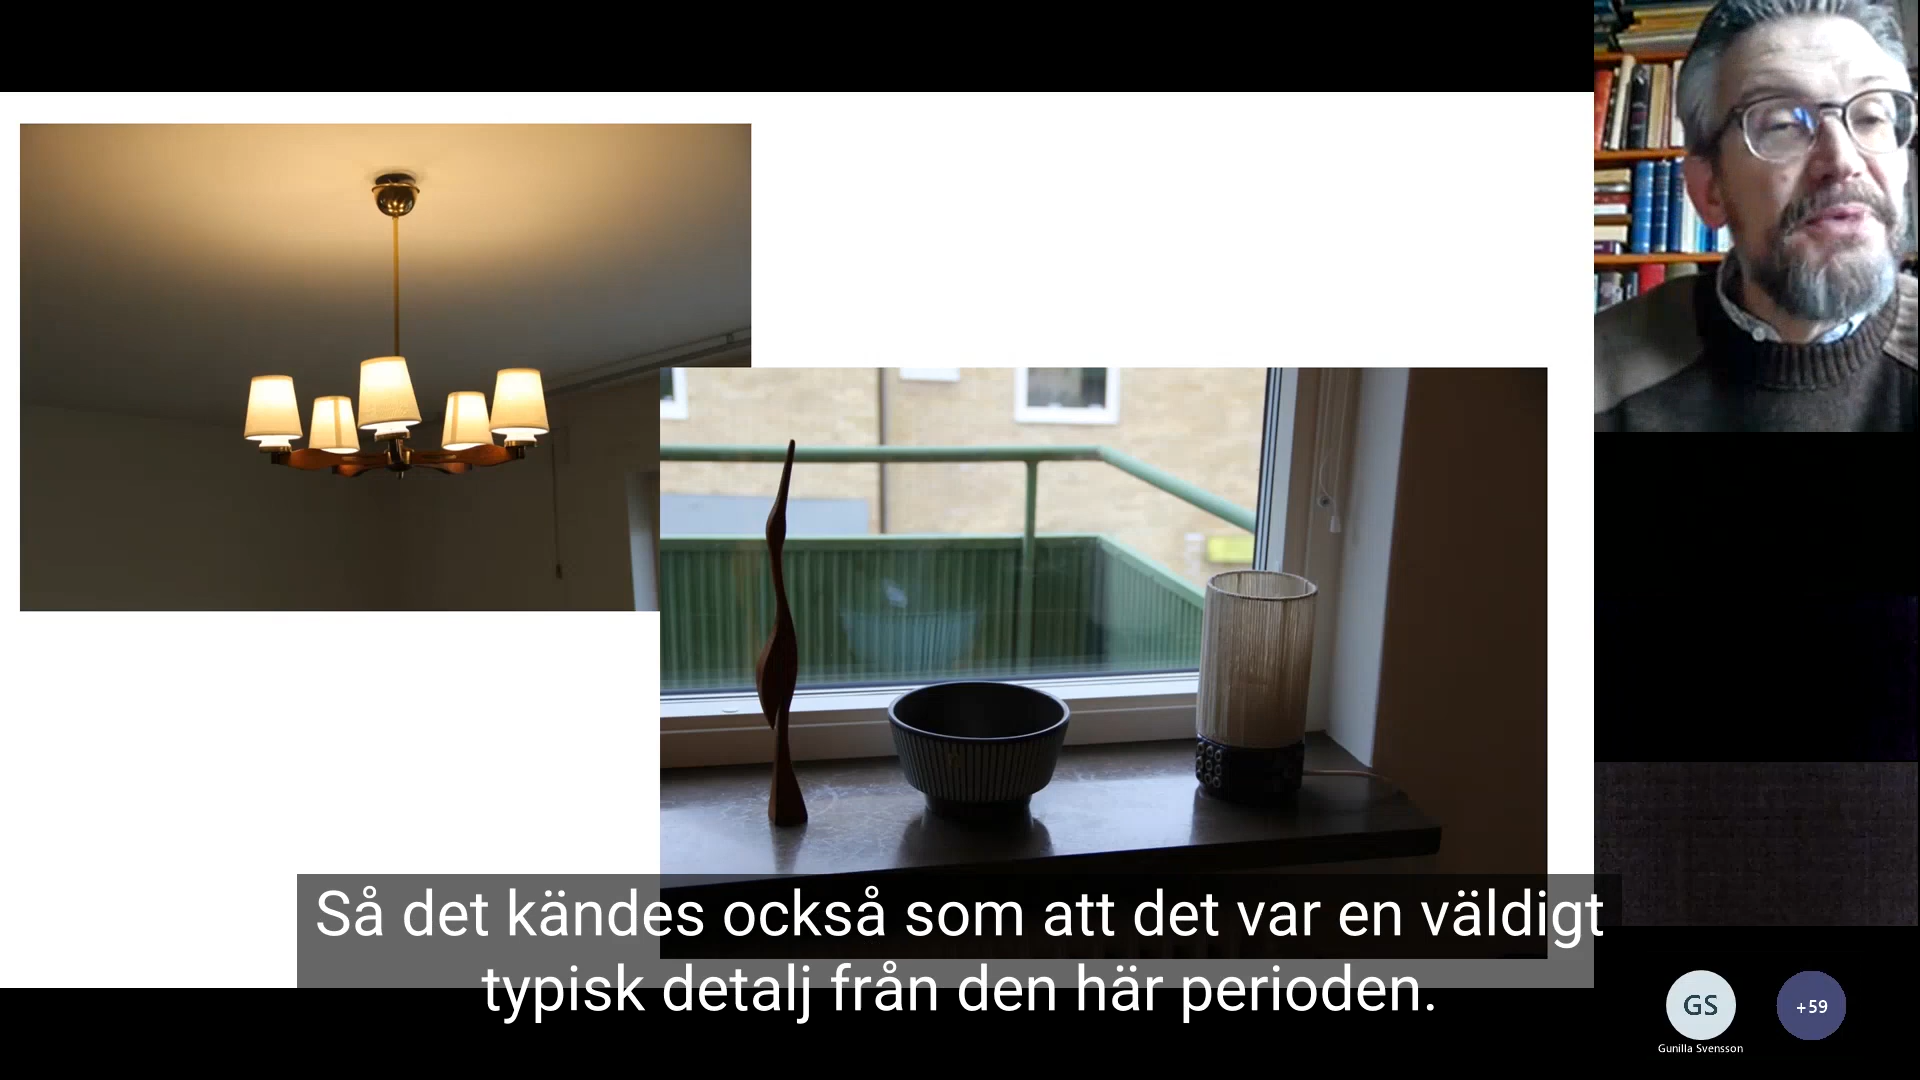 Så det kändes också som att det var en väldigt
typisk detalj från den här perioden.
GS
+59
Gunilla Svensson